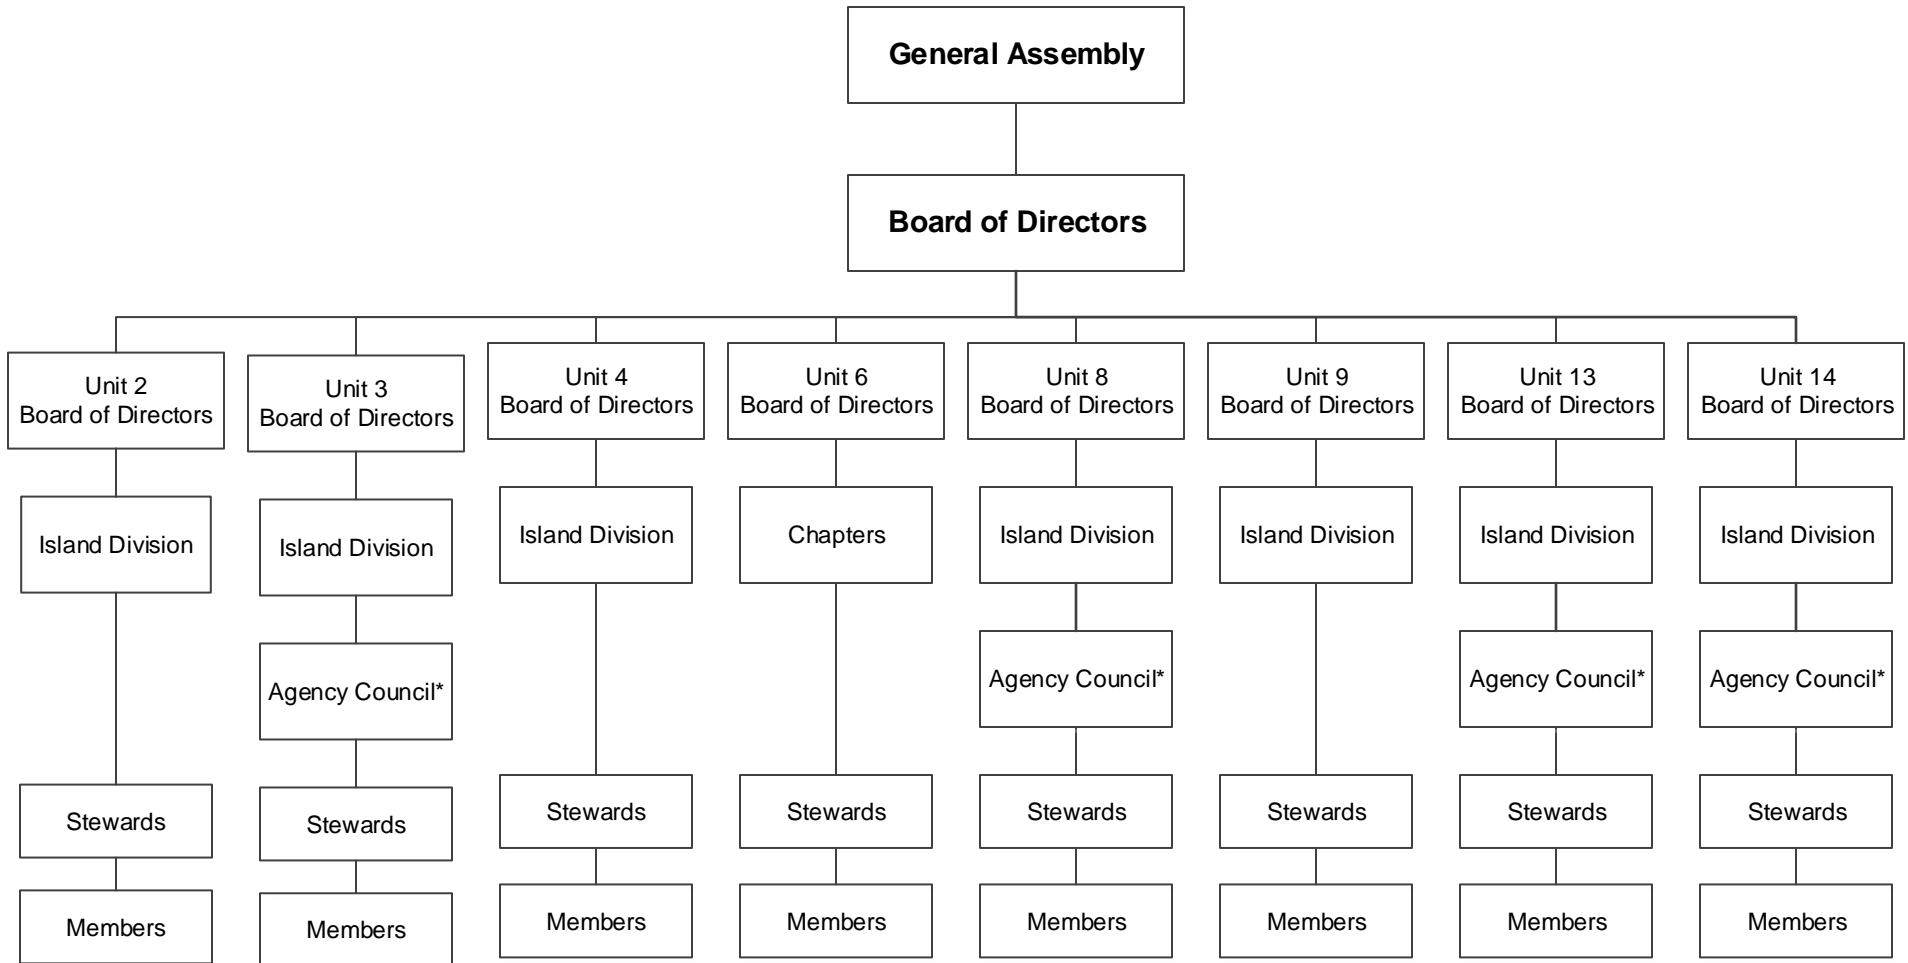 General Assembly
Board of Directors
Unit 2
Board of Directors
Unit 3
Board of Directors
Unit 4
Board of Directors
Unit 6
Board of Directors
Unit 8
Board of Directors
Unit 9
Board of Directors
Unit 13
Board of Directors
Unit 14
Board of Directors
Island Division
Island Division
Island Division
Chapters
Island Division
Island Division
Island Division
Island Division
Agency Council*
Agency Council*
Agency Council*
Agency Council*
Stewards
Stewards
Stewards
Stewards
Stewards
Stewards
Stewards
Stewards
Members
Members
Members
Members
Members
Members
Members
Members